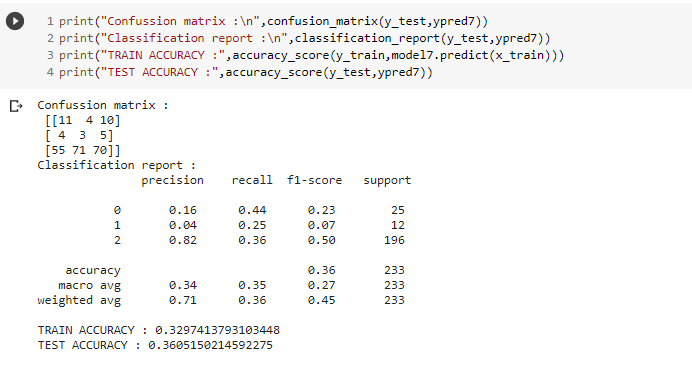 1 print("Confussion matrix :\n",confusion_matrix(y_test,ypred7))
2 print("Classification report :\n",classification_report(y_test,ypred7))
3 print("TRAIN ACCURACY :",accuracy_score(y_train,model7.predict(x_train)))
4 print("TEST ACCURACY :",accuracy_score(y_test,ypred7))
Confussion matrix :
[[11 4 10]
[ 4 3 5]
[55 71 70]]
Classification report :
precision recall f1-score support
0 0.16 0.44 0.23 25
1 0.04 0.25 0.07 12
2 0.82 0.36 0.50 196
accuracy 0.36 233
macro avg 0.34 0.35 0.27 233
weighted avg 0.71 0.36 0.45 233
TRAIN ACCURACY : 0.3297413793103448
TEST ACCURACY : 0.3605150214592275